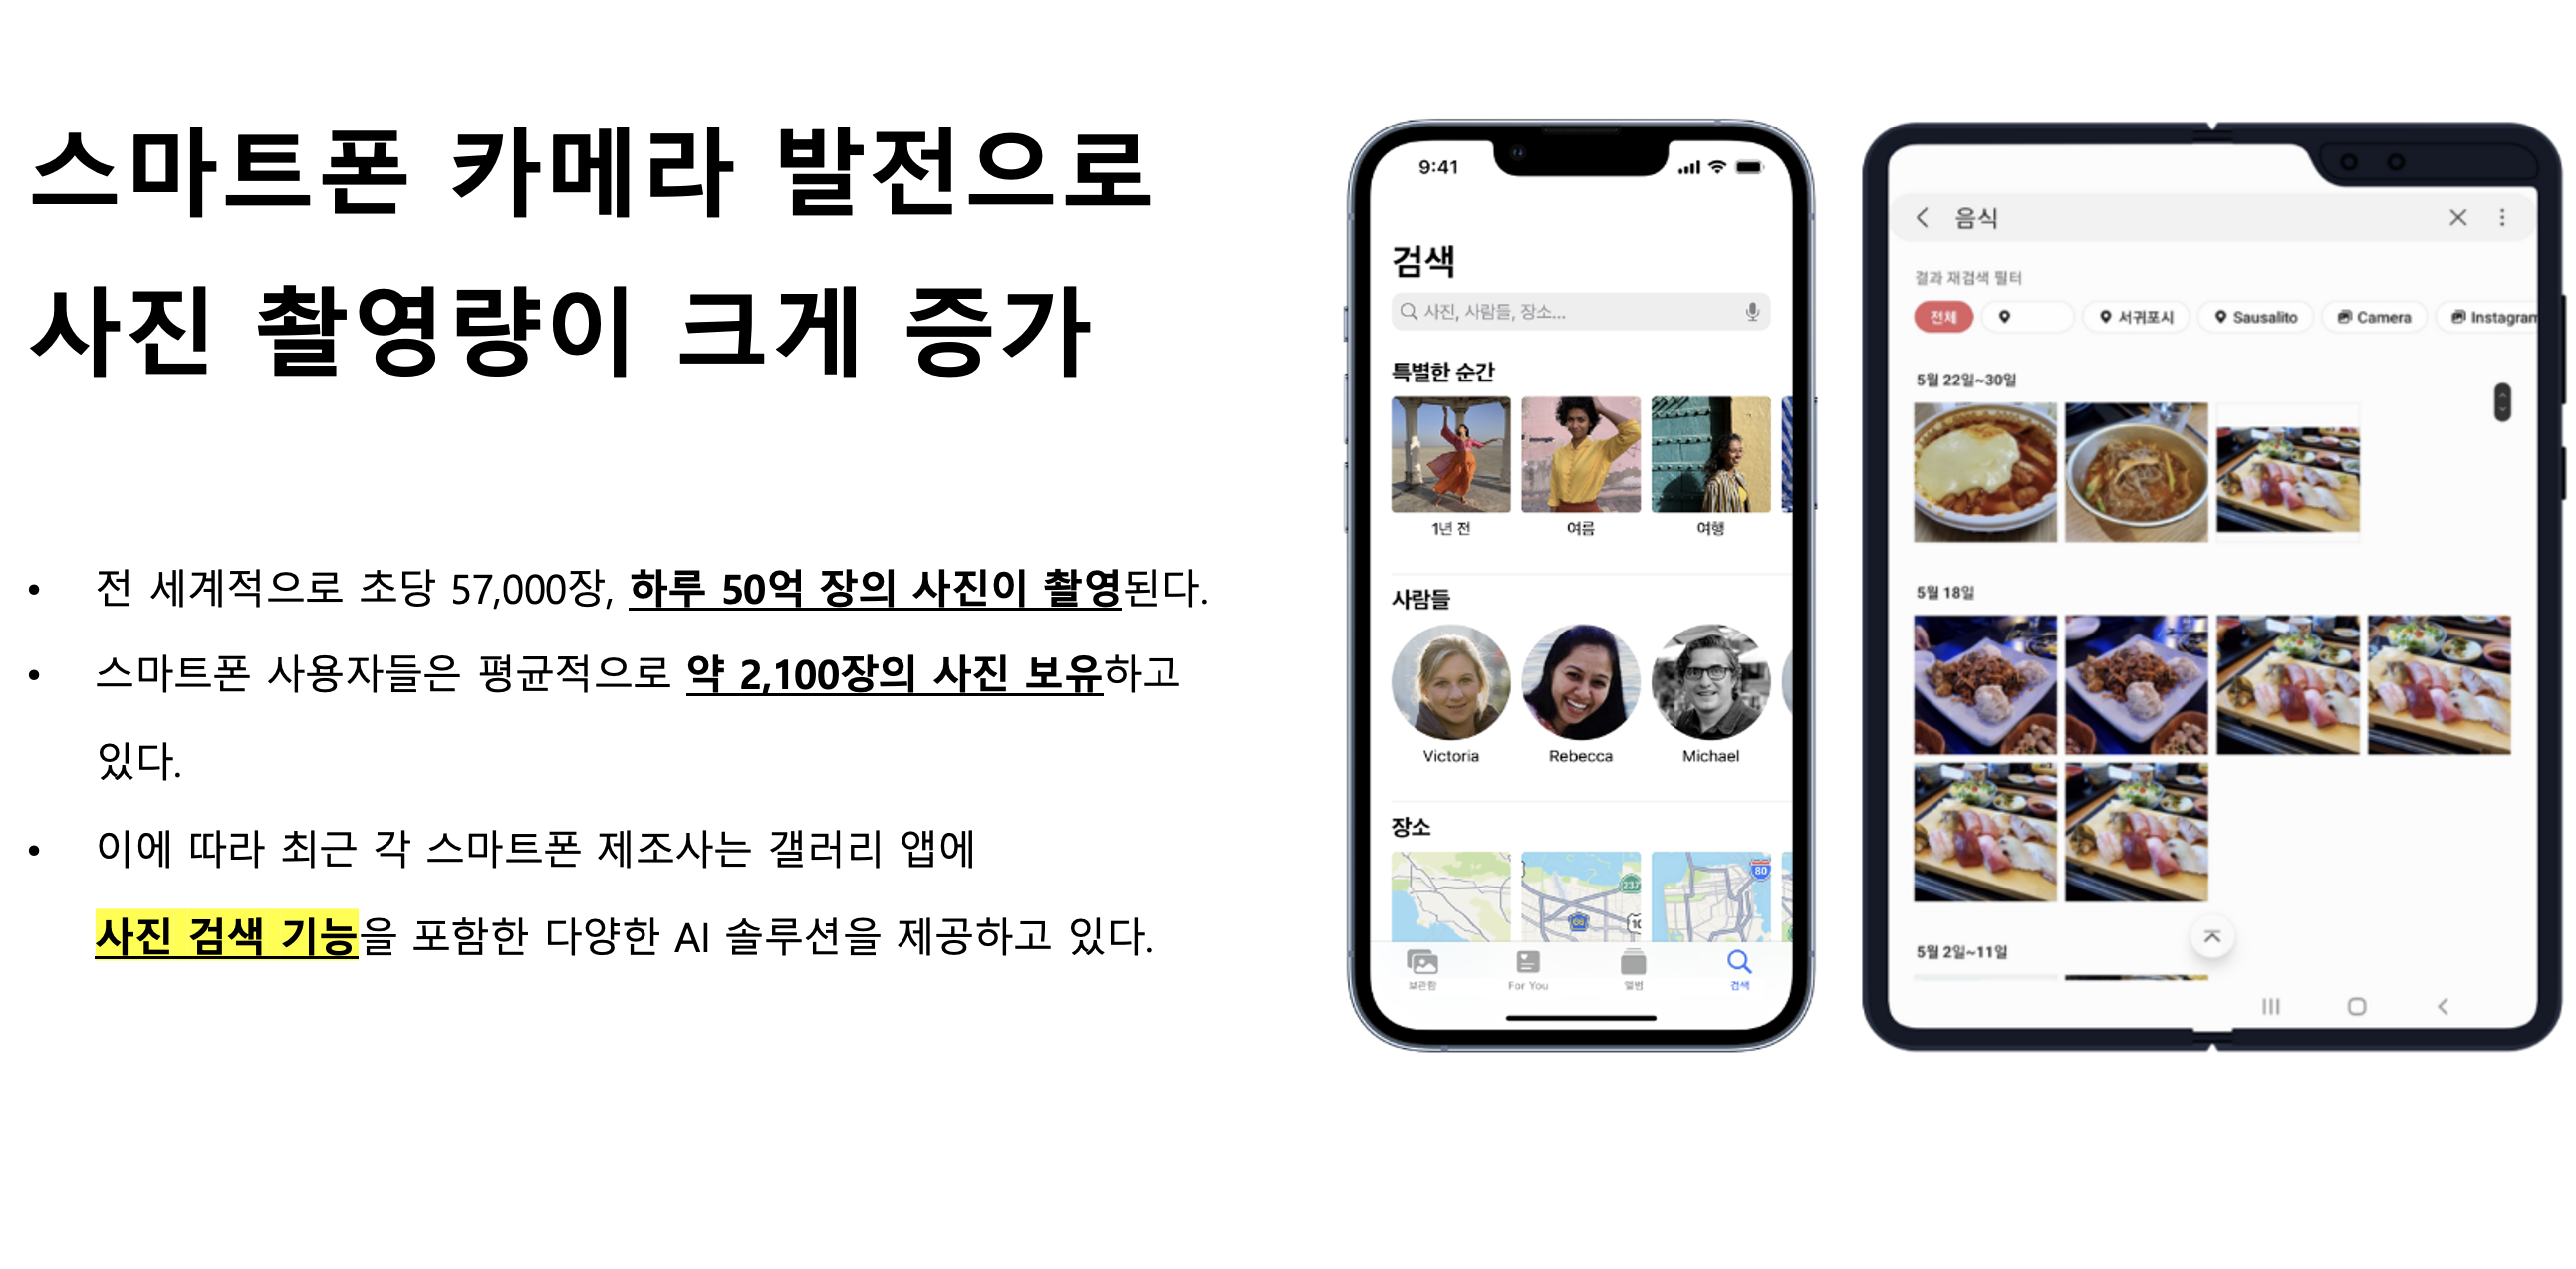 스마트폰 카메라 발전으로
사진 촬영량이 크게 증가
• 전 세계적으로 초당 57,000장, 하루 50억 장의 사진이 촬영된다.
• 스마트폰 사용자들은 평균적으로 약 2,100장의 사진 보유하고
있다.
• 이에 따라 최근 각 스마트폰 제조사는 갤러리 앱에
사진 검색 기능을 포함한 다양한 AI 솔루션을 제공하고 있다.
9:41
검색
사진, 사람들, 장소...
특별한 순간
1년 전 여름 여행
사람들
Victoria Rebecca Michael
장소
237
80
보관함 For You 앨범 검색
음식
결과 재검색 필터
전체 서귀포시 Sausalito Camera Instagram
5월 22일~30일
5월 18일
5월 2일~11일